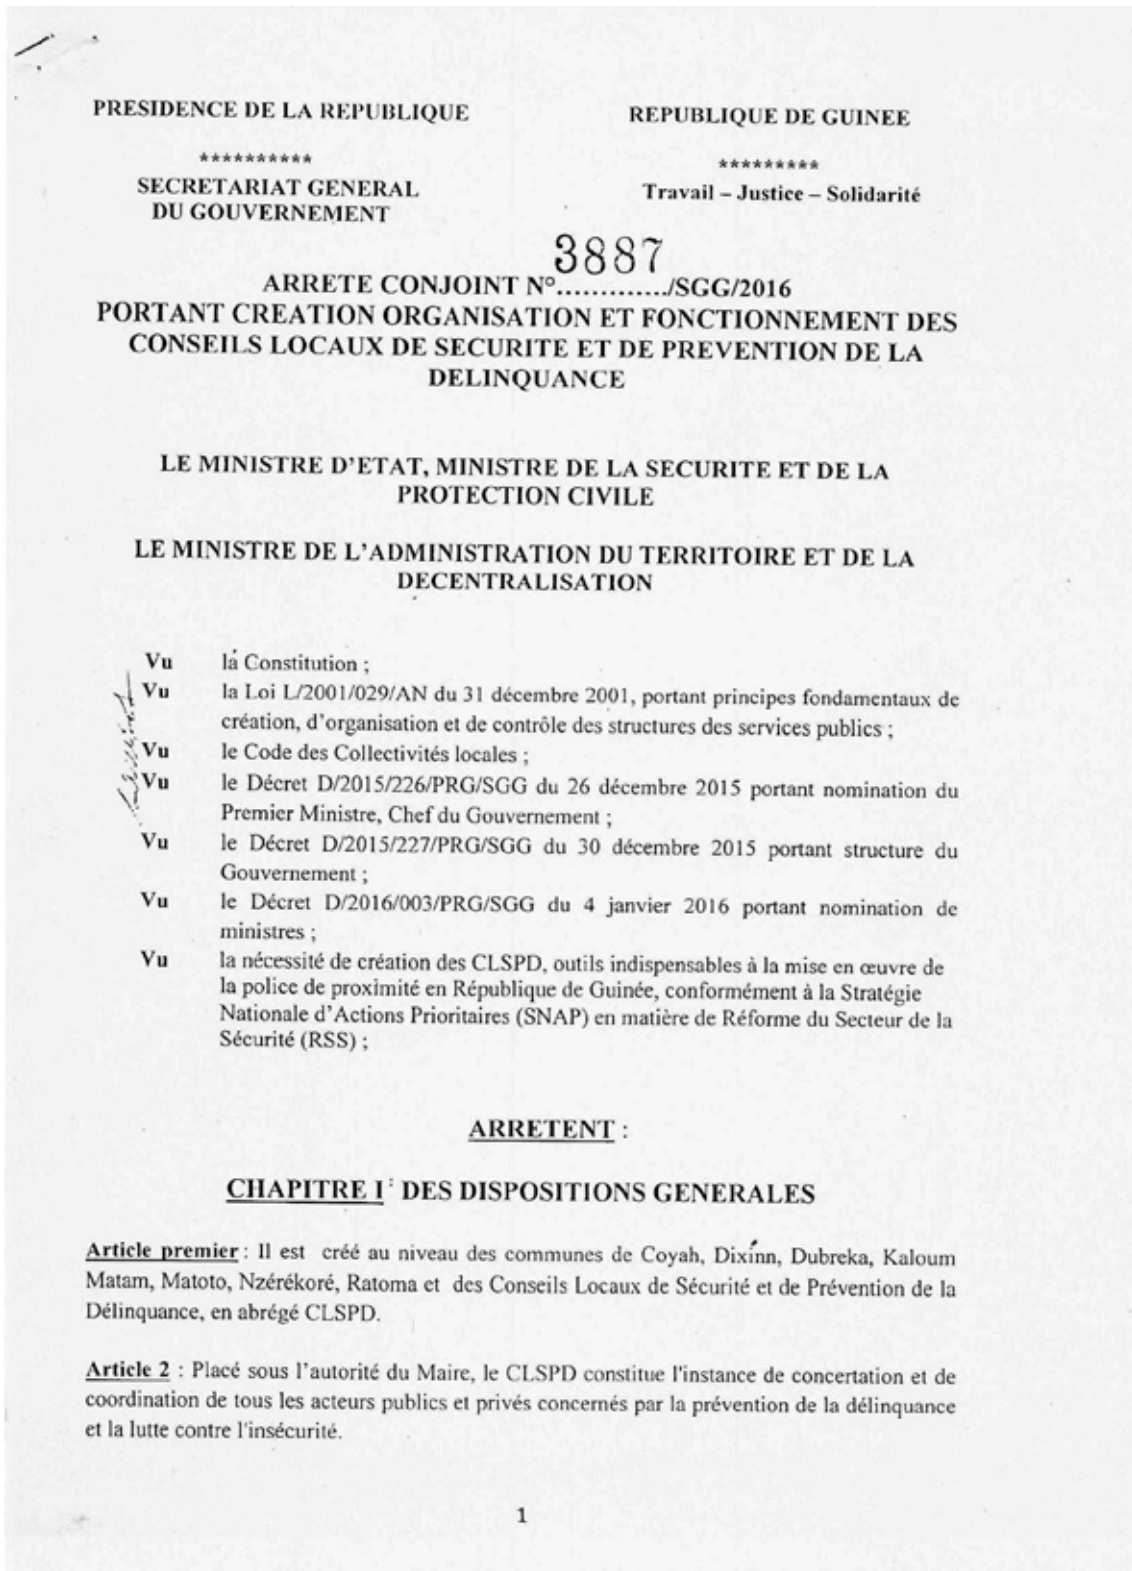 PRESIDENCE DE LA REPUBLIQUE
**********
SECRETARIAT GENERAL
DU GOUVERNEMENT
REPUBLIQUE DE GUINEE
*********
Travail – Justice – Solidarité
3887
ARRETE CONJOINT N°............./SGG/2016
PORTANT CREATION ORGANISATION ET FONCTIONNEMENT DES
CONSEILS LOCAUX DE SECURITE ET DE PREVENTION DE LA
DELINQUANCE
LE MINISTRE D'ETAT, MINISTRE DE LA SECURITE ET DE LA
PROTECTION CIVILE
LE MINISTRE DE L'ADMINISTRATION DU TERRITOIRE ET DE LA
DECENTRALISATION
Vu la Constitution ;
Vu la Loi L/2001/029/AN du 31 décembre 2001, portant principes fondamentaux de
création, d'organisation et de contrôle des structures des services publics ;
Vu le Code des Collectivités locales ;
Vu le Décret D/2015/226/PRG/SGG du 26 décembre 2015 portant nomination du
Premier Ministre, Chef du Gouvernement ;
Vu le Décret D/2015/227/PRG/SGG du 30 décembre 2015 portant structure du
Gouvernement ;
Vu le Décret D/2016/003/PRG/SGG du 4 janvier 2016 portant nomination de
ministres ;
Vu la nécessité de création des CLSPD, outils indispensables à la mise en œuvre de
la police de proximité en République de Guinée, conformément à la Stratégie
Nationale d'Actions Prioritaires (SNAP) en matière de Réforme du Secteur de la
Sécurité (RSS) ;
ARRETENT :
CHAPITRE I : DES DISPOSITIONS GENERALES
Article premier : Il est créé au niveau des communes de Coyah, Dixinn, Dubreka, Kaloum
Matam, Matoto, Nzérékoré, Ratoma et des Conseils Locaux de Sécurité et de Prévention de la
Délinquance, en abrégé CLSPD.
Article 2 : Placé sous l'autorité du Maire, le CLSPD constitue l'instance de concertation et de
coordination de tous les acteurs publics et privés concernés par la prévention de la délinquance
et la lutte contre l'insécurité.
1